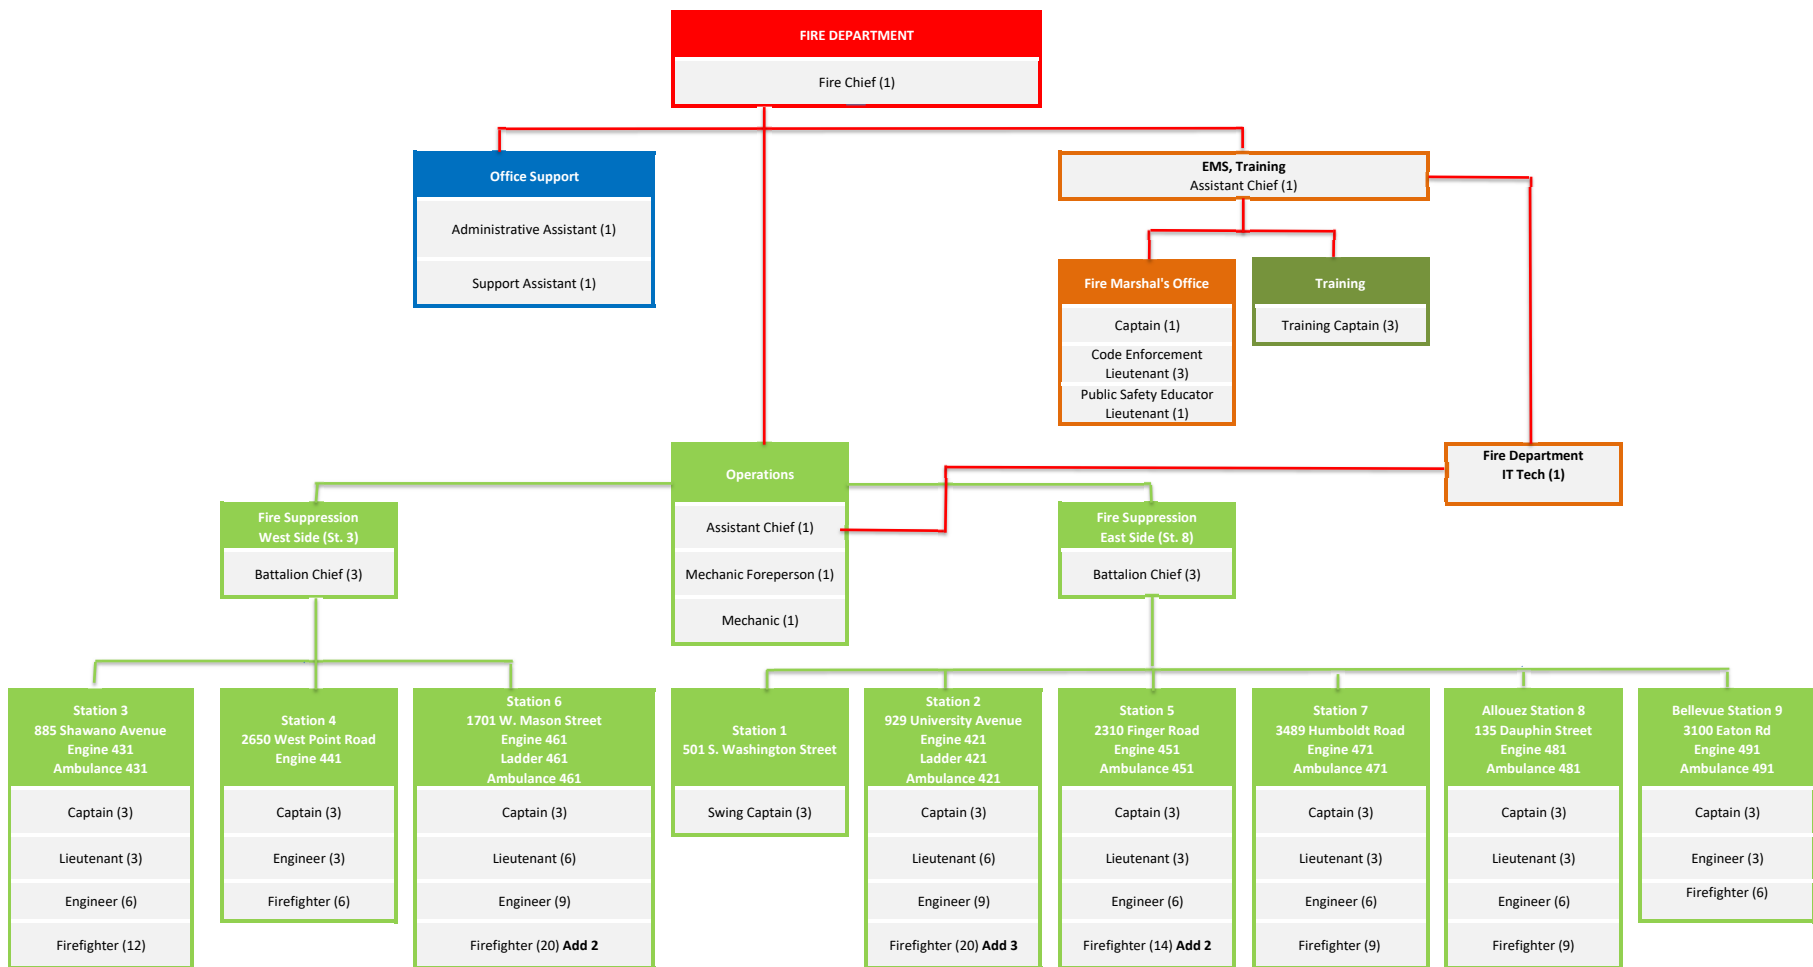 FIRE DEPARTMENT
Fire Chief (1)
Office Support
Administrative Assistant (1)
Support Assistant (1)
EMS, Training
Assistant Chief (1)
Fire Marshal's Office
Captain (1)
Code Enforcement
Lieutenant (3)
Public Safety Educator
Lieutenant (1)
Training
Training Captain (3)
Fire Department
IT Tech (1)
Operations
Assistant Chief (1)
Mechanic Foreperson (1)
Mechanic (1)
Fire Suppression
West Side (St. 3)
Battalion Chief (3)
Fire Suppression
East Side (St. 8)
Battalion Chief (3)
Station 3
885 Shawano Avenue
Engine 431
Ambulance 431
Captain (3)
Lieutenant (3)
Engineer (6)
Firefighter (12)
Station 4
2650 West Point Road
Engine 441
Captain (3)
Engineer (3)
Firefighter (6)
Station 6
1701 W. Mason Street
Engine 461
Ladder 461
Ambulance 461
Captain (3)
Lieutenant (6)
Engineer (9)
Firefighter (20) Add 2
Station 1
501 S. Washington Street
Swing Captain (3)
Station 2
929 University Avenue
Engine 421
Ladder 421
Ambulance 421
Captain (3)
Lieutenant (6)
Engineer (9)
Firefighter (20) Add 3
Station 5
2310 Finger Road
Engine 451
Ambulance 451
Captain (3)
Lieutenant (3)
Engineer (6)
Firefighter (14) Add 2
Station 7
3489 Humboldt Road
Engine 471
Ambulance 471
Captain (3)
Lieutenant (3)
Engineer (6)
Firefighter (9)
Allouez Station 8
135 Dauphin Street
Engine 481
Ambulance 481
Captain (3)
Lieutenant (3)
Engineer (6)
Firefighter (9)
Bellevue Station 9
3100 Eaton Rd
Engine 491
Ambulance 491
Captain (3)
Engineer (3)
Firefighter (6)